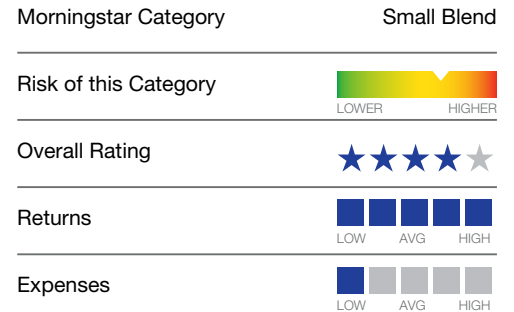 Morningstar Category Small Blend
Risk of this Category
LOWER HIGHER
Overall Rating
Returns
LOW AVG HIGH
Expenses
LOW AVG HIGH